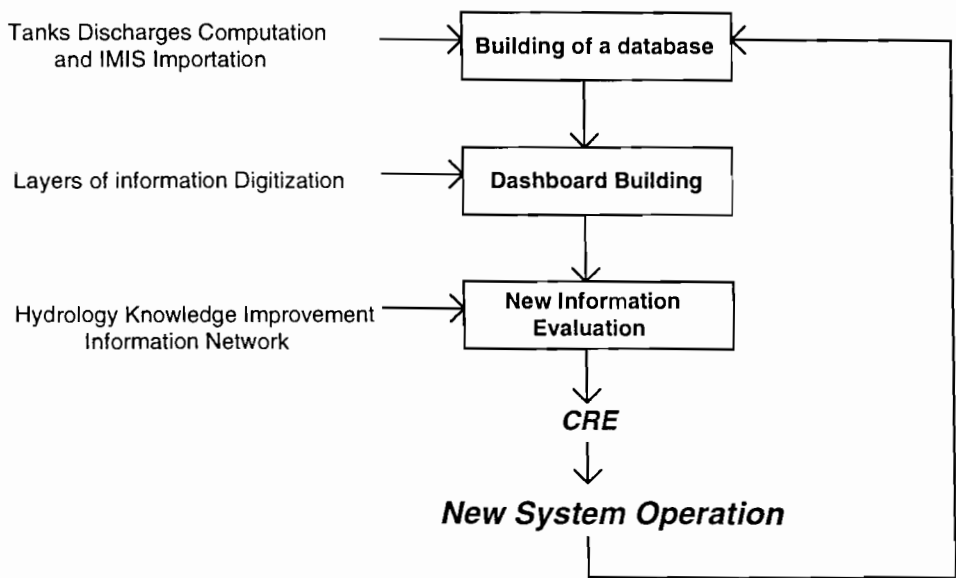 Tanks Discharges Computation
and IMIS Importation
Building of a database
Layers of information Digitization
Dashboard Building
Hydrology Knowledge Improvement
Information Network
New Information
Evaluation
CRE
New System Operation